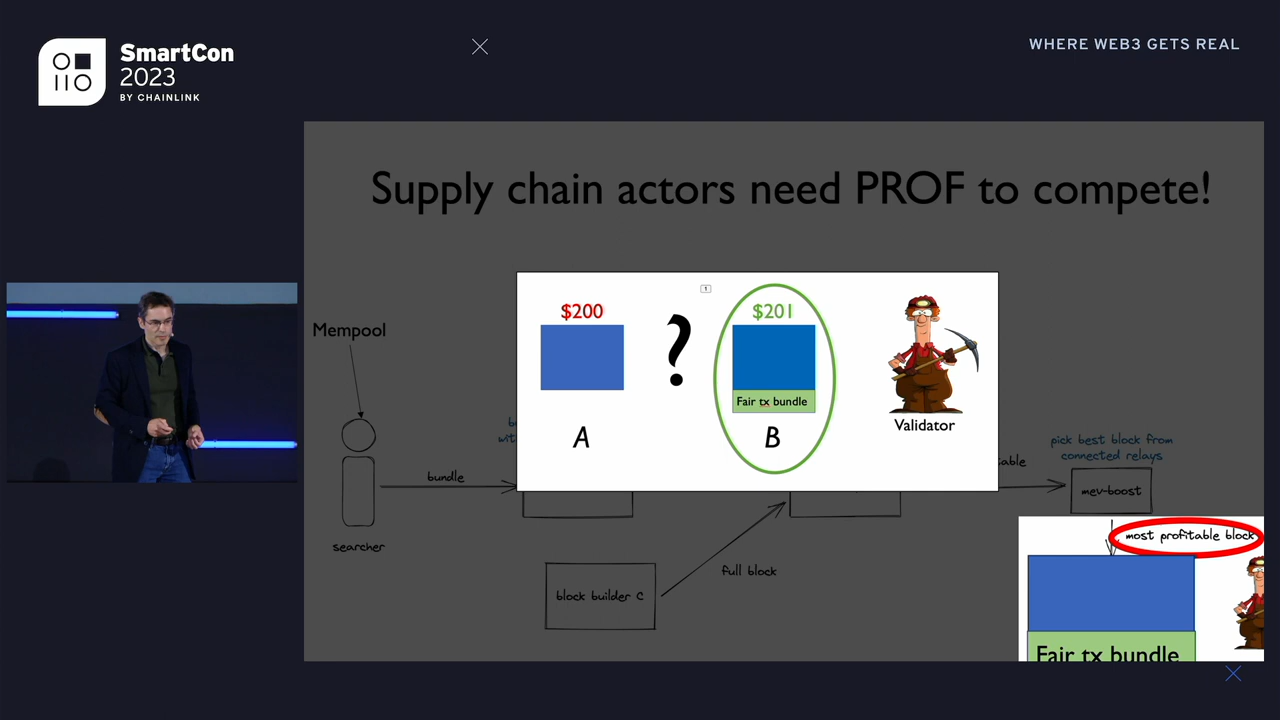 SmartCon
2023
BY CHAINLINK
WHERE WEB3 GETS REAL
Supply chain actors need PROF to compete!
Mempool
$200
?
1
$201
Fair tx bundle
A
B
Validator
bundle
searcher
pick best block from
connected relays
mev-boost
most profitable block
full block
block builder C
Fair tx bundle